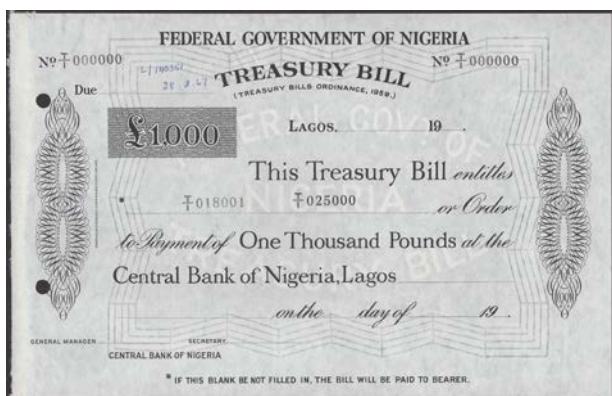 FEDERAL GOVERNMENT OF NIGERIA
Nº T/ 000000 Nº T/ 000000
TREASURY BILL
(TREASURY BILLS ORDINANCE, 1959.)
Due
£1,000
LAGOS. 19 .
This Treasury Bill entitles
* T/ 018001 T/ 025000 or Order
to Payment of One Thousand Pounds at the
Central Bank of Nigeria, Lagos
on the day of 19 .
GENERAL MANAGER SECRETARY
CENTRAL BANK OF NIGERIA
* IF THIS BLANK BE NOT FILLED IN, THE BILL WILL BE PAID TO BEARER.